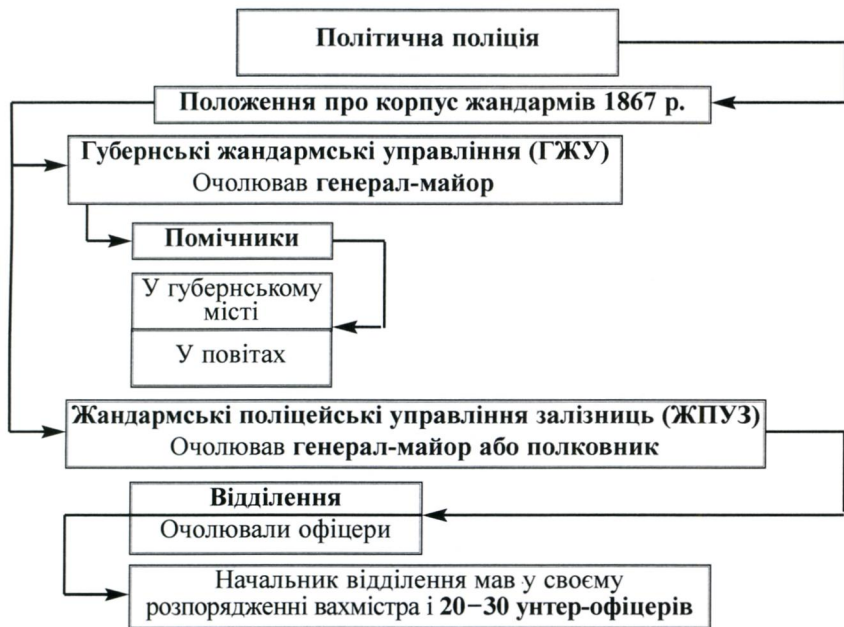 Політична поліція
Положення про корпус жандармів 1867 р.
Губернські жандармські управління (ГЖУ)
Очолював генерал-майор
Помічники
У губернському
місті
У повітах
Жандармські поліцейські управління залізниць (ЖПУЗ)
Очолював генерал-майор або полковник
Відділення
Очолювали офіцери
Начальник відділення мав у своєму
розпорядженні вахмістра і 20–30 унтер-офіцерів